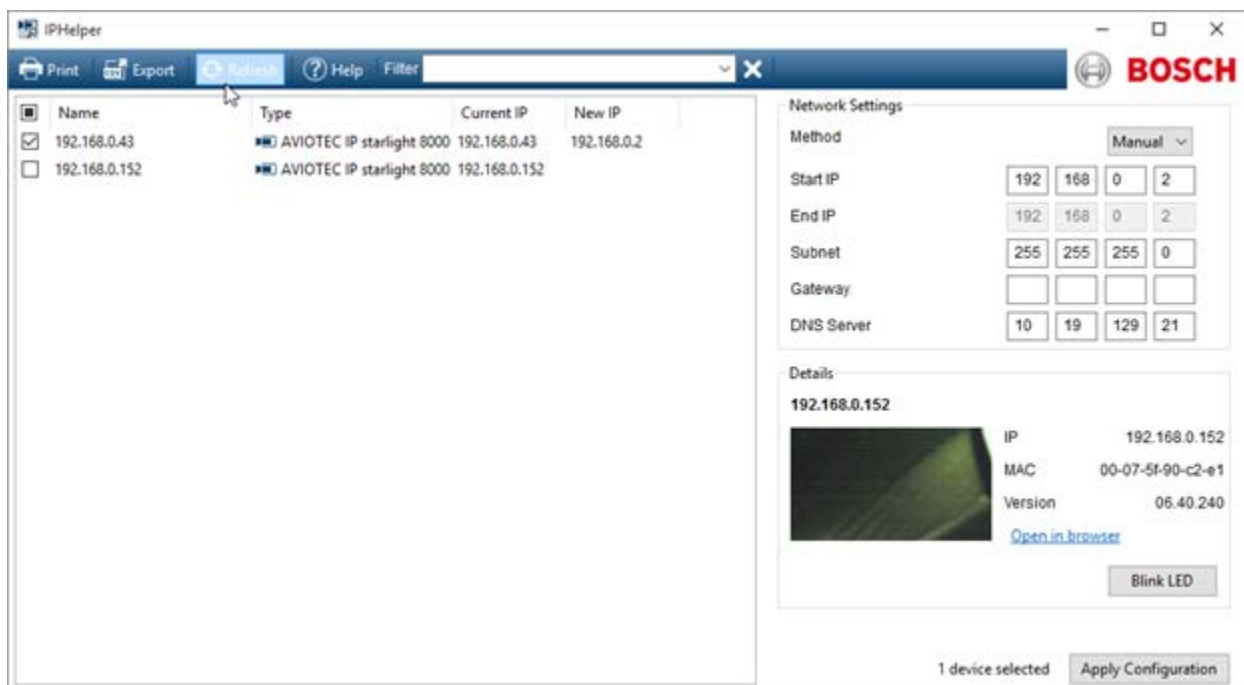 IPHelper
Print Export Refresh Help Filter BOSCH
Name Type Current IP New IP
192.168.0.43 AVIOTEC IP starlight 8000 192.168.0.43 192.168.0.2
192.168.0.152 AVIOTEC IP starlight 8000 192.168.0.152
Network Settings
Method Manual
Start IP 192 168 0 2
End IP 192 168 0 2
Subnet 255 255 255 0
Gateway
DNS Server 10 19 129 21
Details
192.168.0.152
IP 192.168.0.152
MAC 00-07-5f-90-c2-e1
Version 06.40.240
Open in browser
Blink LED
1 device selected Apply Configuration